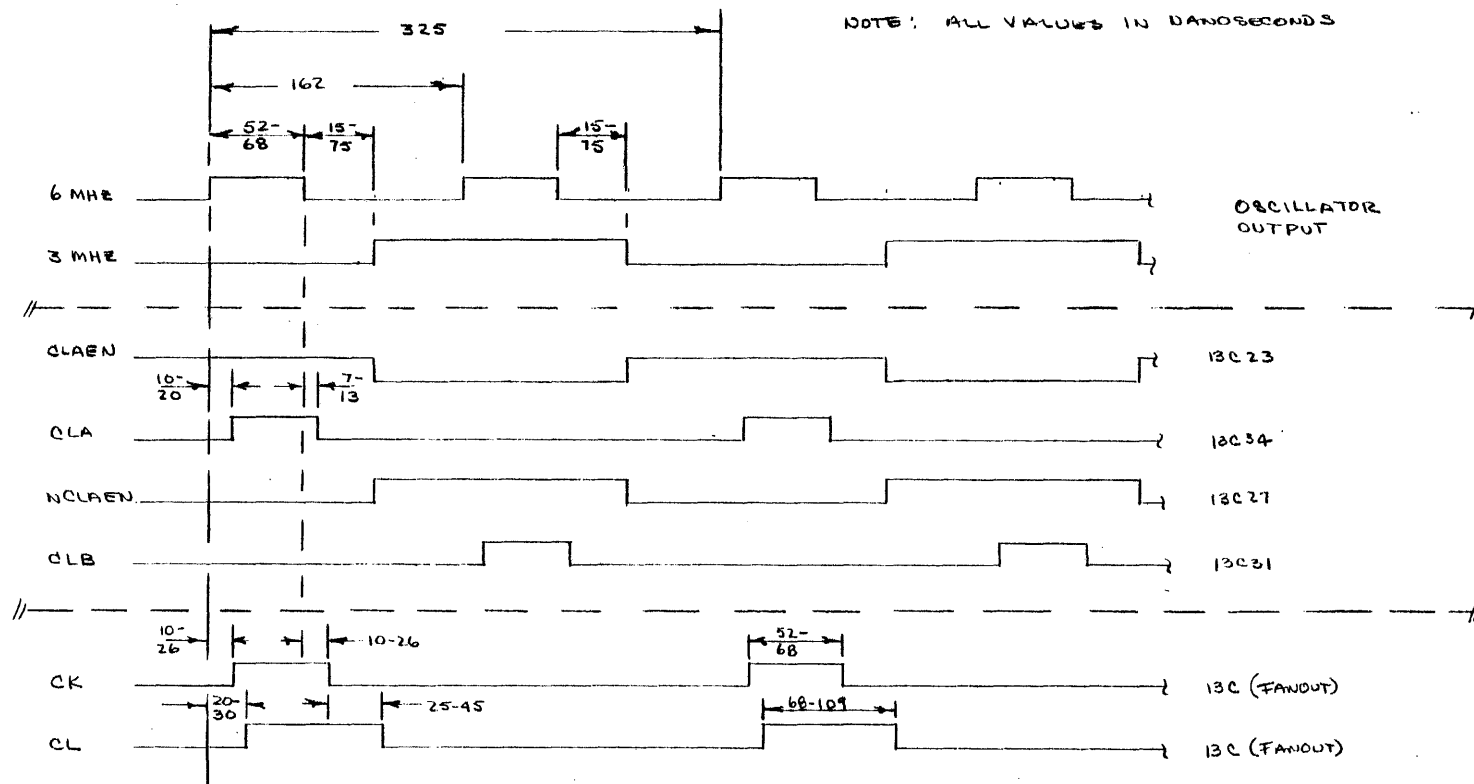 NOTE: ALL VALUES IN NANOSECONDS
325
162
52-
68
15-
75
15-
75
6 MHZ
OSCILLATOR
OUTPUT
3 MHZ
CLAEN
13C23
10-
20
7-
13
CLA
13C34
NCLAEN
13C27
CLB
13C31
10-
26
10-26
52-
68
CK
13C (FANOUT)
20-
30
25-45
68-109
CL
13C (FANOUT)